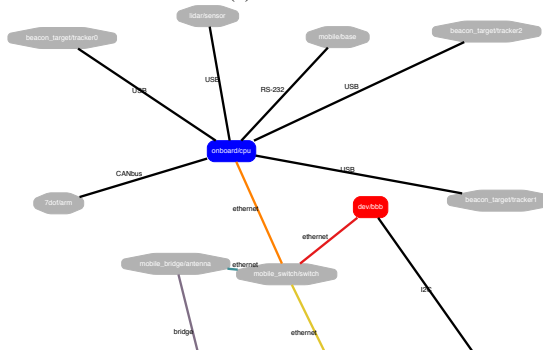 lidar/sensor
beacon_target/tracker0
mobile/base
beacon_target/tracker2
USB
USB
RS-232
USB
onboard/cpu
CANbus
USB
7dof/arm
ethernet
dev/bbb
beacon_target/tracker1
ethernet
mobile_bridge/antenna
ethernet
mobile_switch/switch
I2C
bridge
ethernet